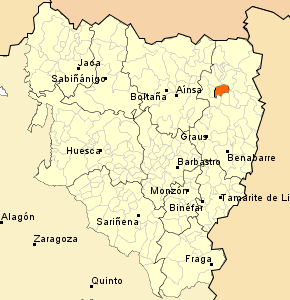 Jaca
Sabiñánigo
Boltaña
Aínsa
Graus
Huesca
Benabarre
Barbastro
Monzón
Tamarite de Li
Binéfar
Alagón
Sariñena
Zaragoza
Fraga
Quinto